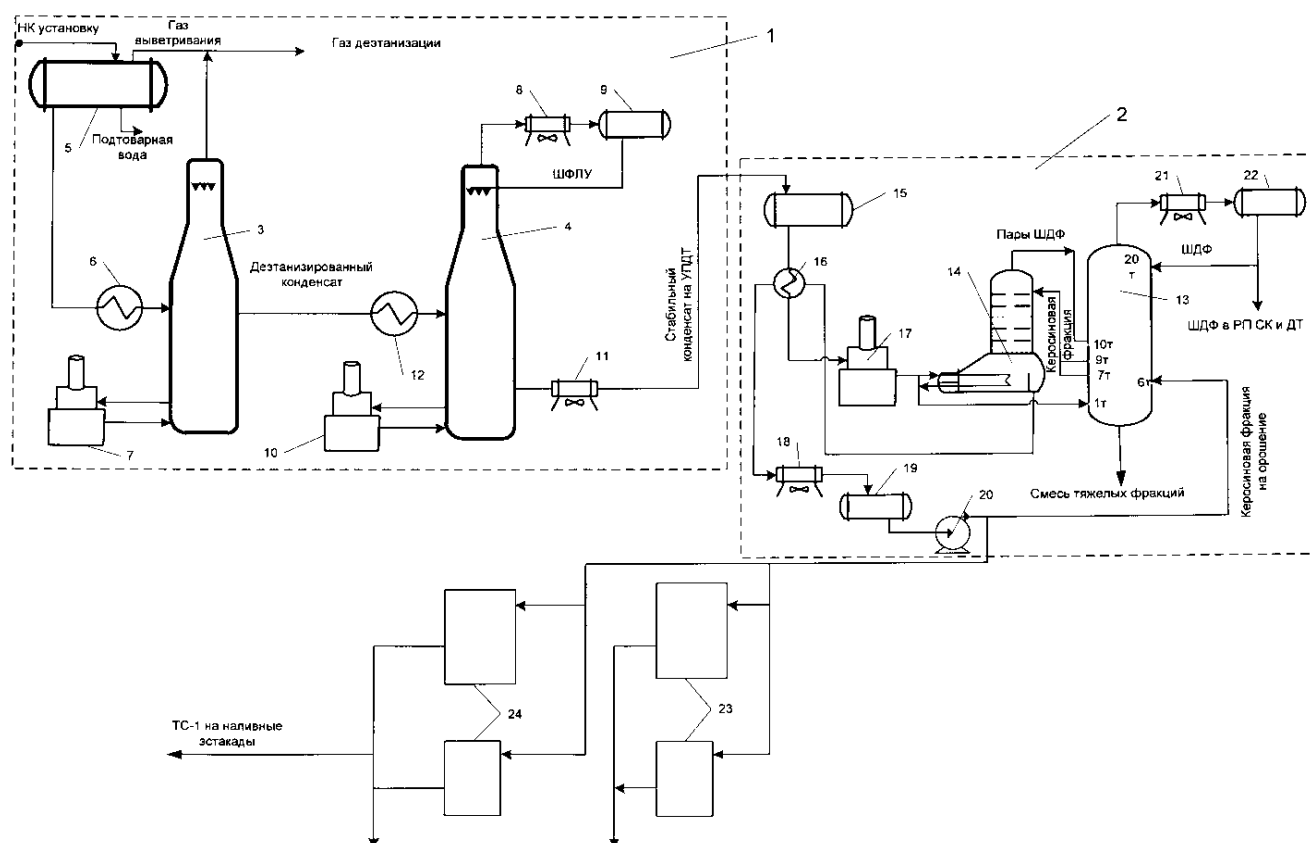 НК установку
Газ
выветривания
Газ деэтанизации
1
5
Подтоварная
вода
8
9
ШФЛУ
3
4
6
Деэтанизированный
конденсат
12
7
10
11
Стабильный
конденсат на УПДТ
2
15
16
17
14
Пары ШДФ
Керосиновая
фракция
21
22
ШДФ
20
т
13
ШДФ в РП СК и ДТ
10т
9т
7т
6т
1т
18
19
20
Смесь тяжелых фракций
Керосиновая фракция
на орошение
24
23
ТС-1 на наливные
эстакады